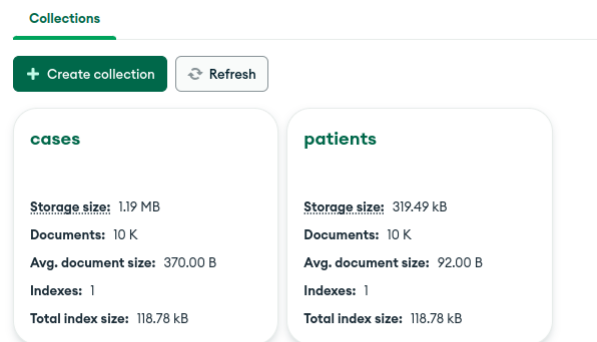 Collections
+ Create collection
Refresh
cases
Storage size: 1.19 MB
Documents: 10 K
Avg. document size: 370.00 B
Indexes: 1
Total index size: 118.78 kB
patients
Storage size: 319.49 kB
Documents: 10 K
Avg. document size: 92.00 B
Indexes: 1
Total index size: 118.78 kB